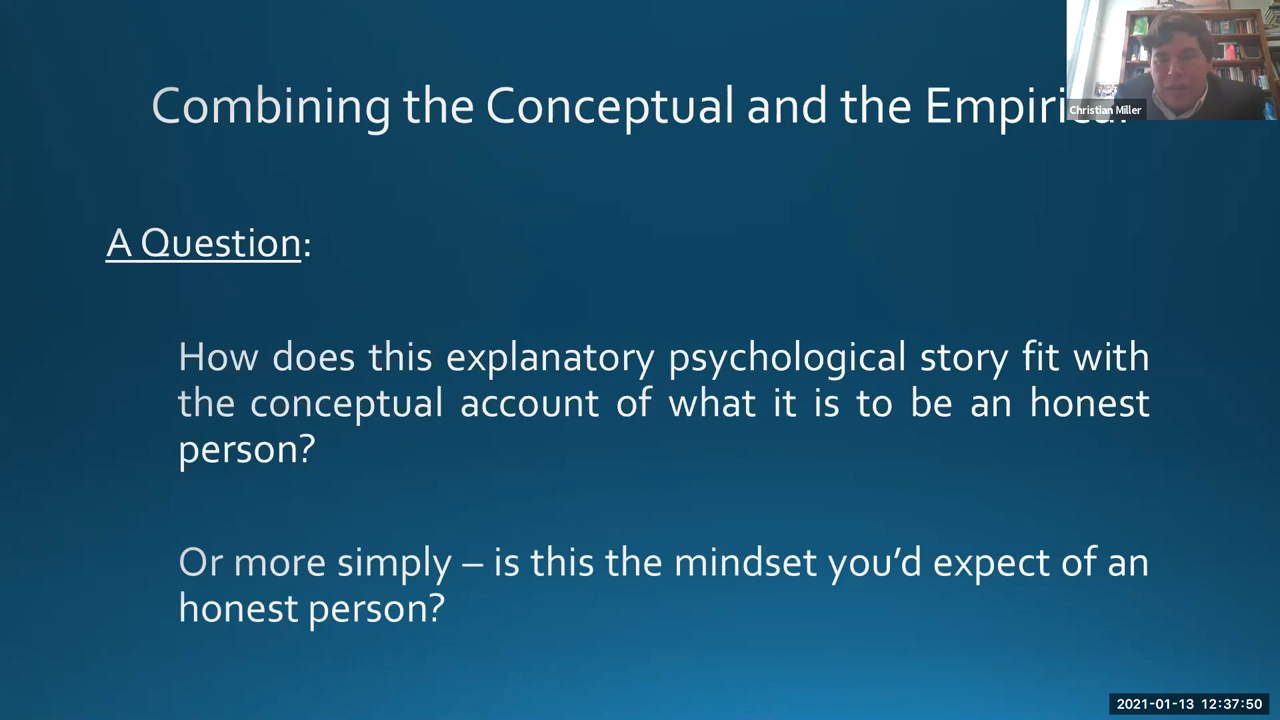 Combining the Conceptual and the
Christian Miller
A Question:
How does this explanatory psychological story fit with
the conceptual account of what it is to be an honest
person?
Or more simply – is this the mindset you’d expect of an
honest person?
2021-01-13 12:37:50